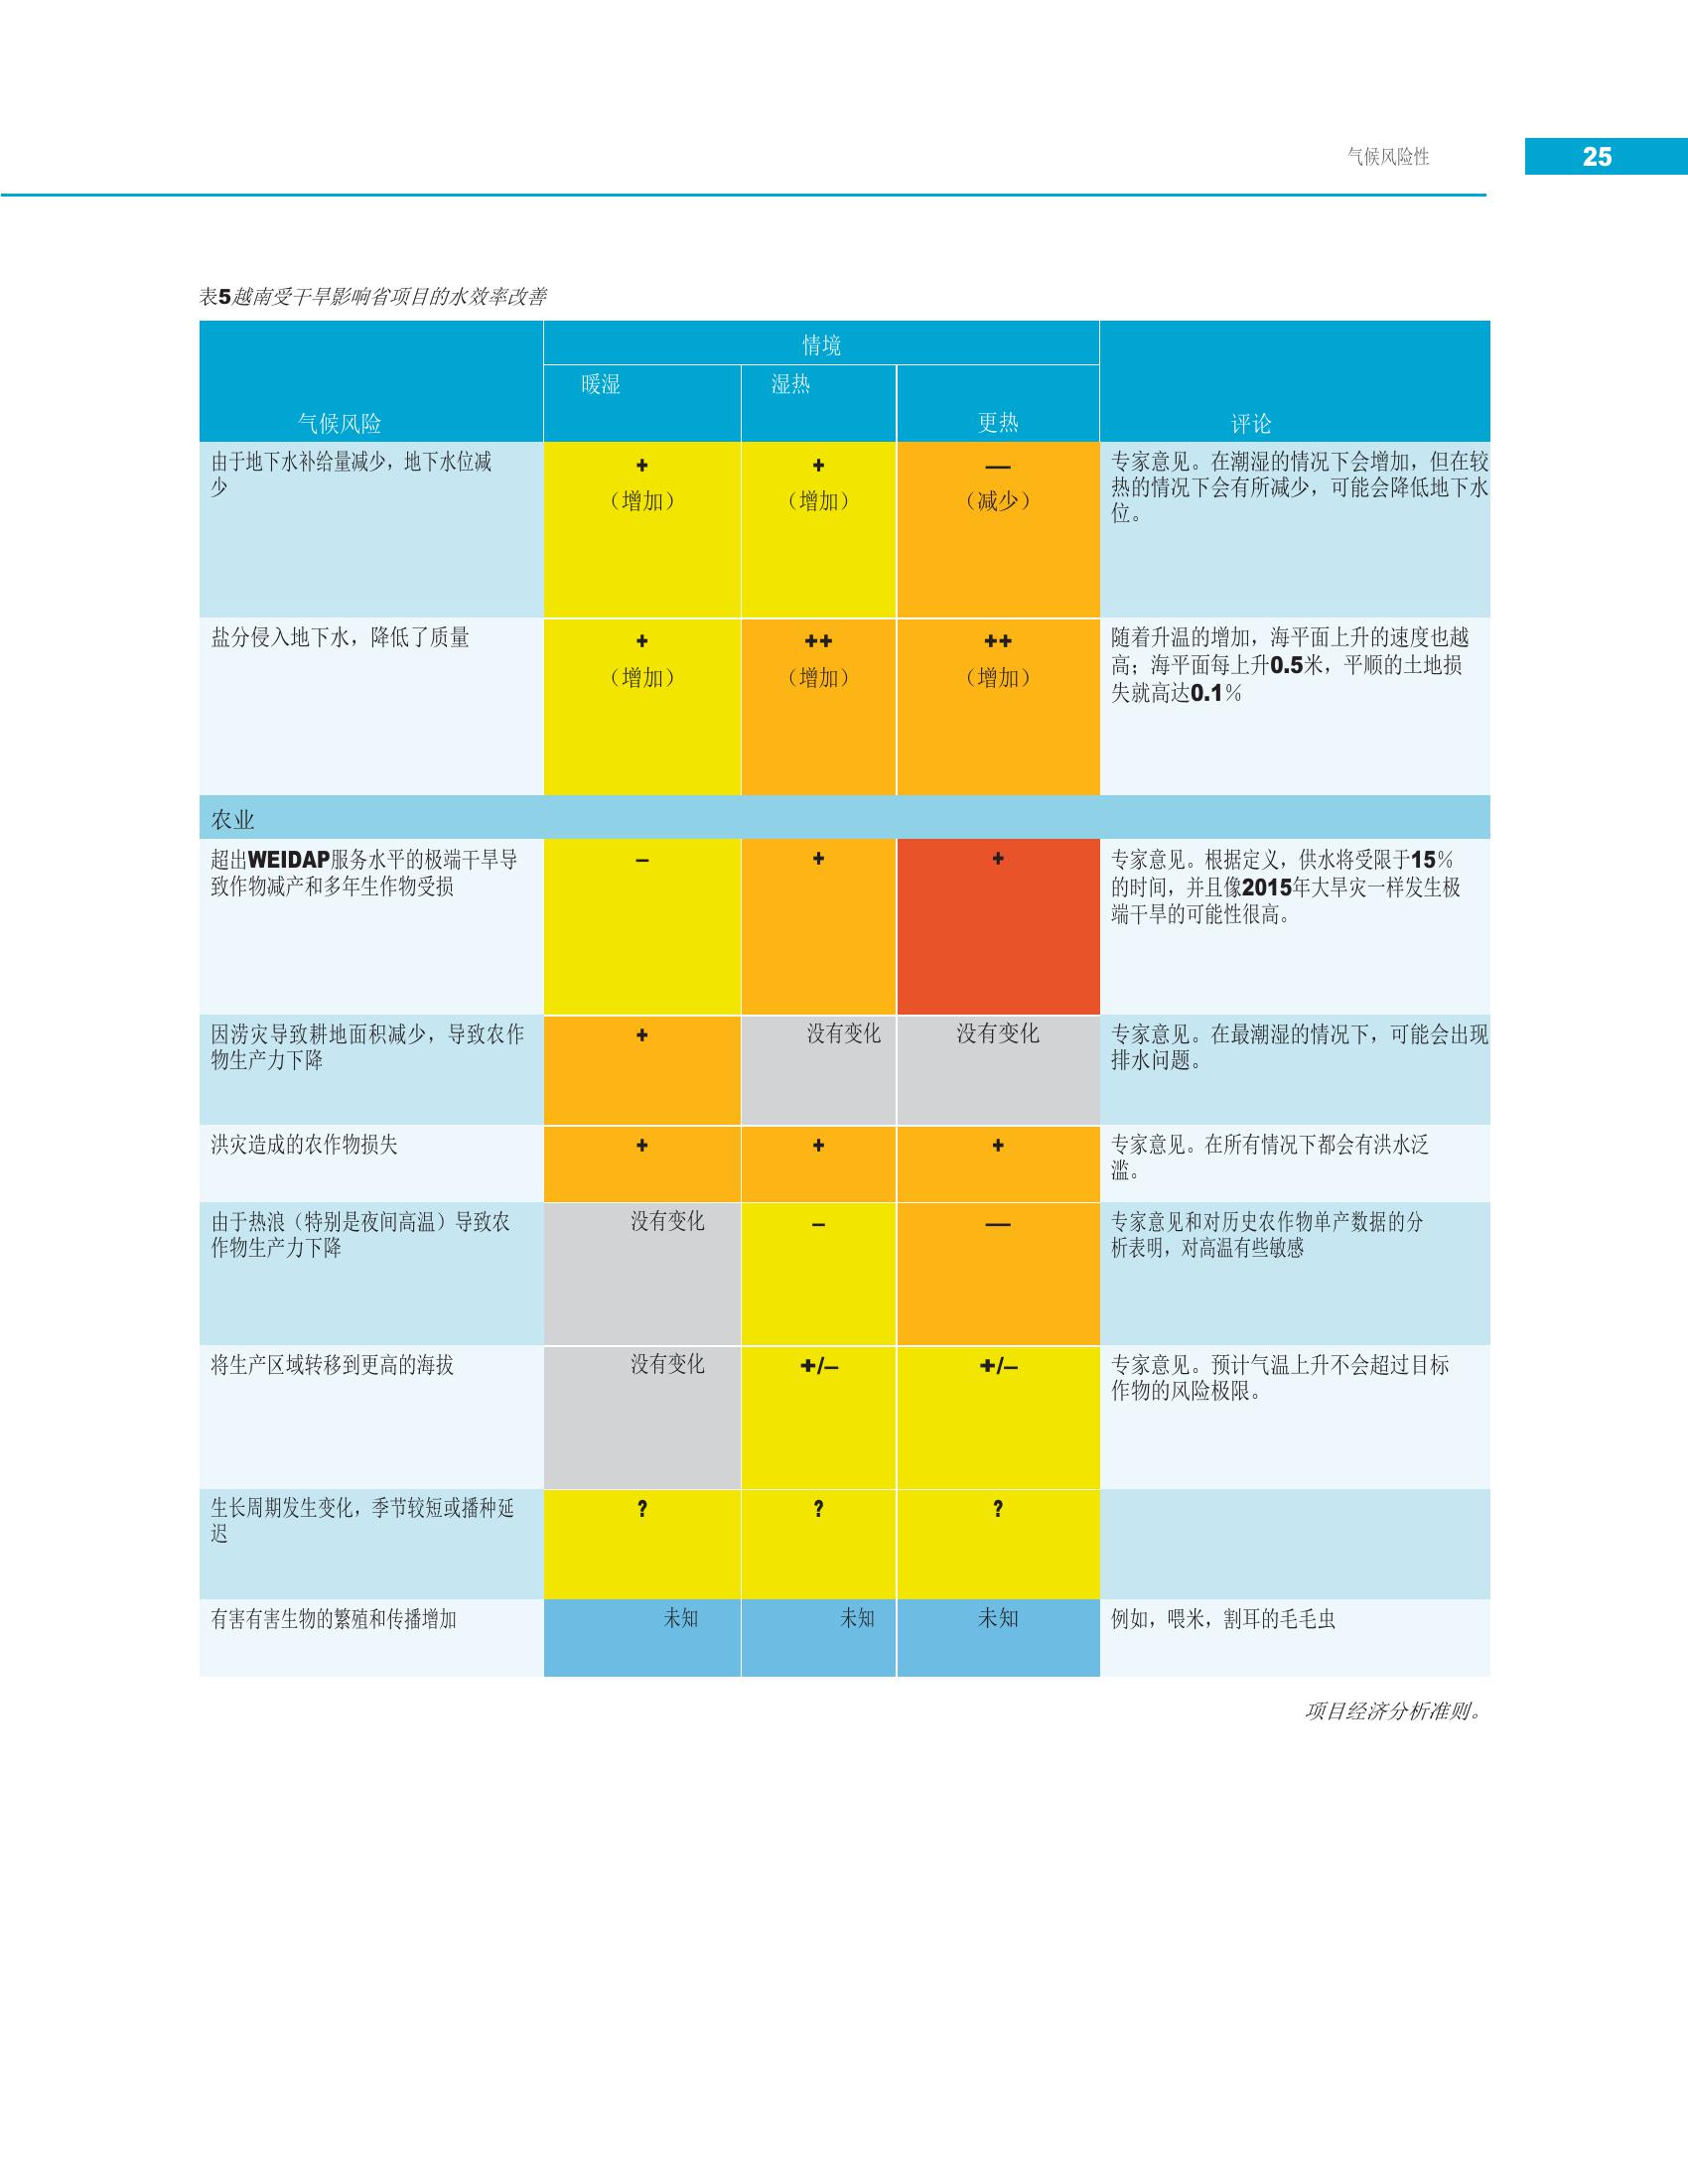 气候风险性
25
表5越南受干旱影响省项目的水效率改善
情境
暖湿
湿热
气候风险
更热
评论
由于地下水补给量减少，地下水位减
少
+
（增加）
+
（增加）
—
（减少）
专家意见。在潮湿的情况下会增加，但在较
热的情况下会有所减少，可能会降低地下水
位。
盐分侵入地下水，降低了质量
+
（增加）
++
（增加）
++
（增加）
随着升温的增加，海平面上升的速度也越
高；海平面每上升0.5米，平顺的土地损
失就高达0.1%
农业
超出WEIDAP服务水平的极端干旱导
致作物减产和多年生作物受损
–
+
+
专家意见。根据定义，供水将受限于15%
的时间，并且像2015年大旱灾一样发生极
端干旱的可能性很高。
因涝灾导致耕地面积减少，导致农作
物生产力下降
+
没有变化
没有变化
专家意见。在最潮湿的情况下，可能会出现
排水问题。
洪灾造成的农作物损失
+
+
+
专家意见。在所有情况下都会有洪水泛
滥。
由于热浪（特别是夜间高温）导致农
作物生产力下降
没有变化
–
—
专家意见和对历史农作物单产数据的分
析表明，对高温有些敏感
将生产区域转移到更高的海拔
没有变化
+/–
+/–
专家意见。预计气温上升不会超过目标
作物的风险极限。
生长周期发生变化，季节较短或播种延
迟
?
?
?
有害有害生物的繁殖和传播增加
未知
未知
未知
例如，喂米，割耳的毛毛虫
项目经济分析准则。